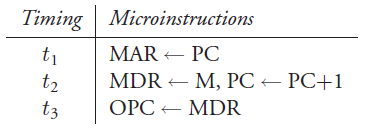 Timing Microinstructions
t₁ MAR ← PC
t₂ MDR ← M, PC ← PC+1
t₃ OPC ← MDR